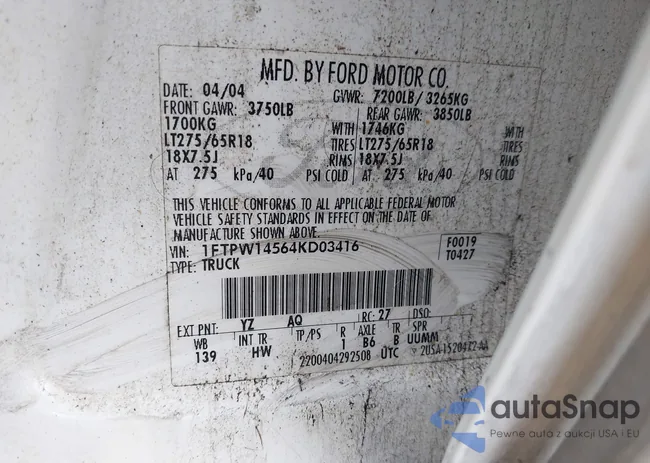 MFD. BY FORD MOTOR CO.
DATE: 04/04 GVWR: 7200LB / 3265KG
FRONT GAWR: 3750LB REAR GAWR: 3850LB
1700KG WITH 1746KG WITH
LT275/65R18 TIRES LT275/65R18 TIRES
18X7.5J RIMS 18X7.5J RIMS
AT 275 kPa/40 PSI COLD AT 275 kPa/40 PSI COLD
THIS VEHICLE CONFORMS TO ALL APPLICABLE FEDERAL MOTOR
VEHICLE SAFETY STANDARDS IN EFFECT ON THE DATE OF
MANUFACTURE SHOWN ABOVE.
VIN: 1FTPW14564KD03416 F0019
TYPE: TRUCK T0427
EXT PNT: YZ AQ RC: 27 DSO:
WB INT TR TP/PS R AXLE TR SPR
139 HW 1 B6 B UUMM
2200404292508 UTC
autaSnap
Pewne auta z aukcji USA i EU